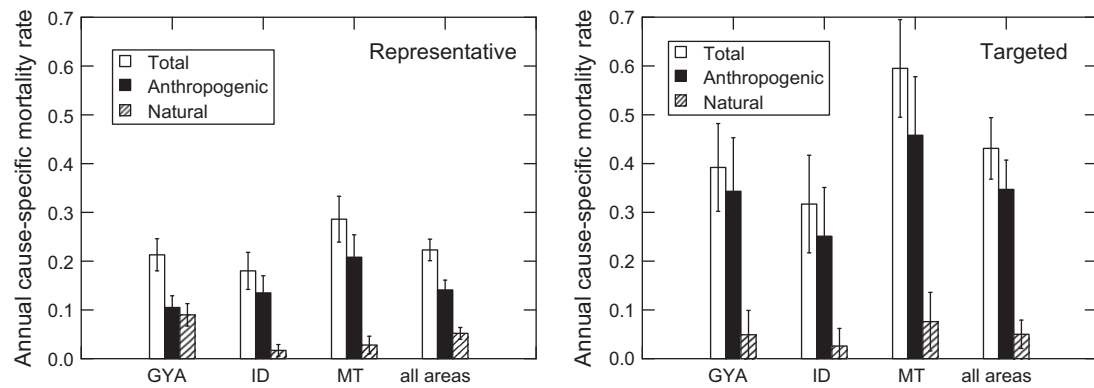 Annual cause-specific mortality rate
0.7
0.6
0.5
0.4
0.3
0.2
0.1
0.0
Representative
Total
Anthropogenic
Natural
GYA ID MT all areas
Annual cause-specific mortality rate
0.7
0.6
0.5
0.4
0.3
0.2
0.1
0.0
Targeted
Total
Anthropogenic
Natural
GYA ID MT all areas